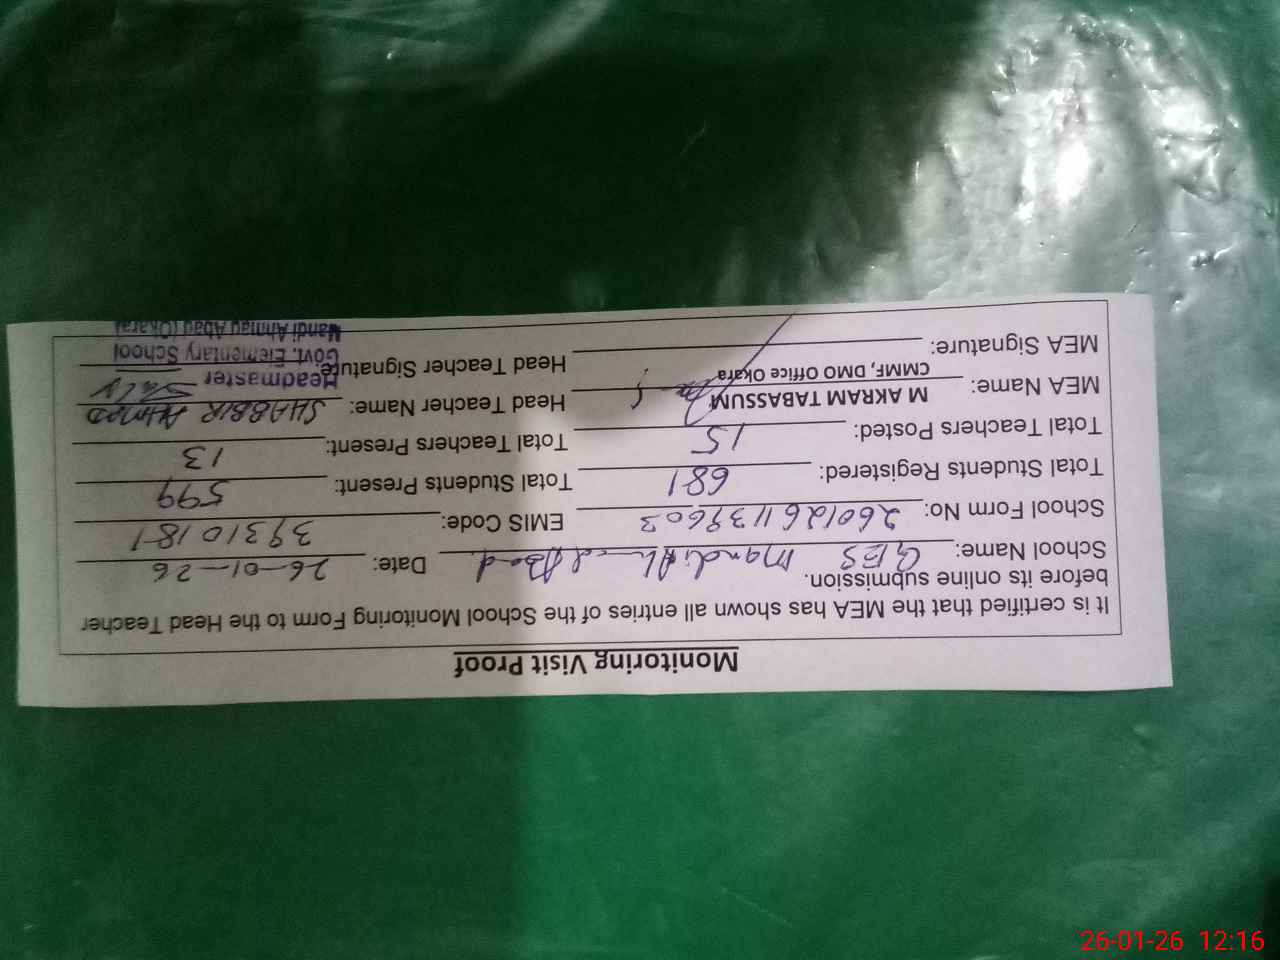 Monitoring Visit Proof
It is certified that the MEA has shown all entries of the School Monitoring Form to the Head Teacher
before its online submission.
School Name: GES Mandi Ahmed Abad Date: 26-01-26
School Form No: 2601261139603 EMIS Code: 39310181
Total Students Registered: 681 Total Students Present: 599
Total Teachers Posted: 15 Total Teachers Present: 13
MEA Name: M AKRAM TABASSUM Head Teacher Name: SHABBIR AHMED
CMMF, DMO Office Okara
MEA Signature: Head Teacher Signature:
Headmaster
Govt. Elementary School
Mandi Ahmad Abad (Okara)
26-01-26 12:16